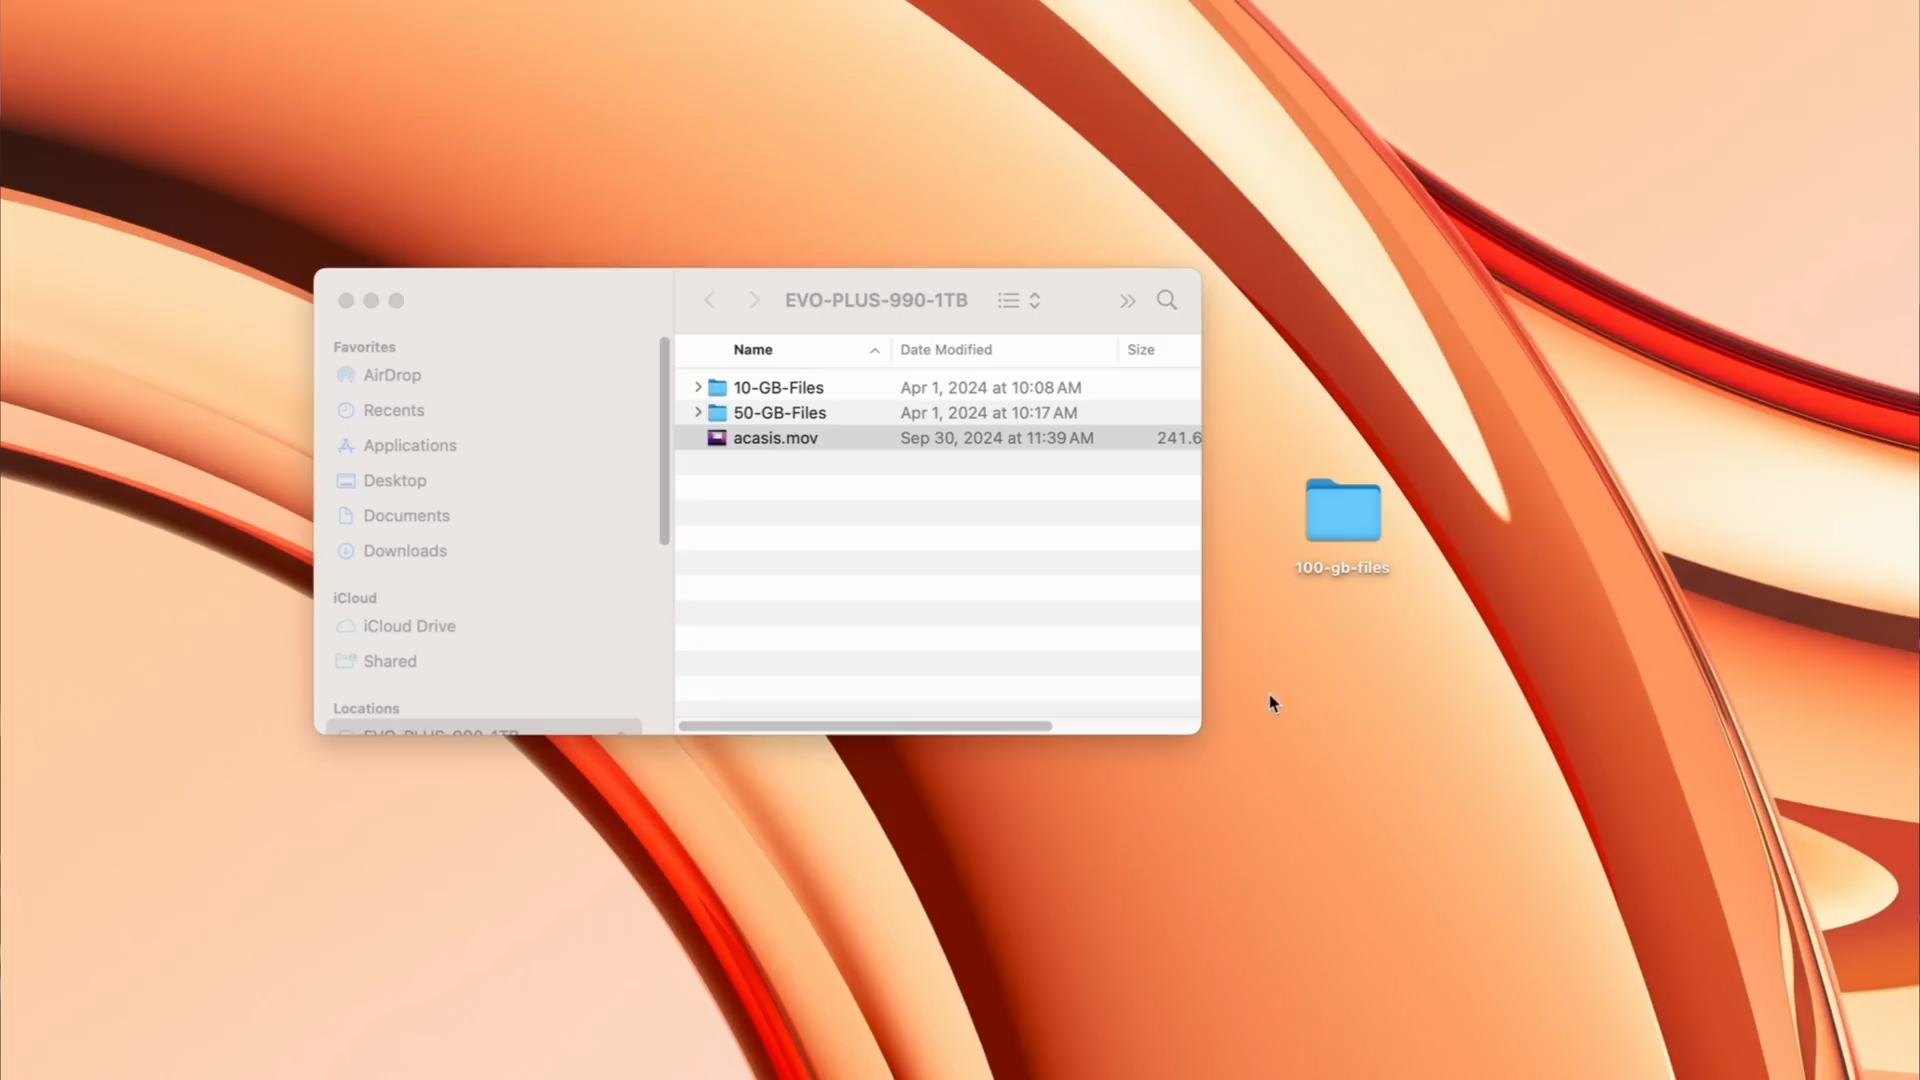 EVO-PLUS-990-1TB
Favorites
AirDrop
Recents
Applications
Desktop
Documents
Downloads
iCloud
iCloud Drive
Shared
Locations
EVO-PLUS-990-1TB
Name Date Modified Size
10-GB-Files Apr 1, 2024 at 10:08 AM
50-GB-Files Apr 1, 2024 at 10:17 AM
acasis.mov Sep 30, 2024 at 11:39 AM 241.6
100-gb-files